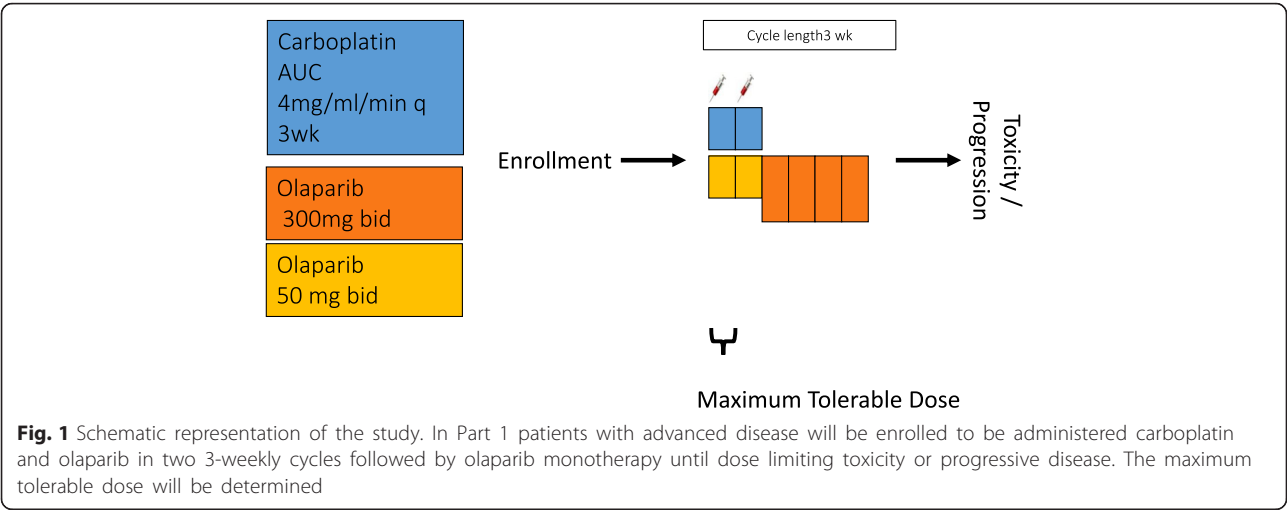 Carboplatin
AUC
4mg/ml/min q
3wk
Olaparib
300mg bid
Olaparib
50 mg bid
Enrollment
Cycle length3 wk
Toxicity /
Progression
Maximum Tolerable Dose
Fig. 1 Schematic representation of the study. In Part 1 patients with advanced disease will be enrolled to be administered carboplatin
and olaparib in two 3-weekly cycles followed by olaparib monotherapy until dose limiting toxicity or progressive disease. The maximum
tolerable dose will be determined